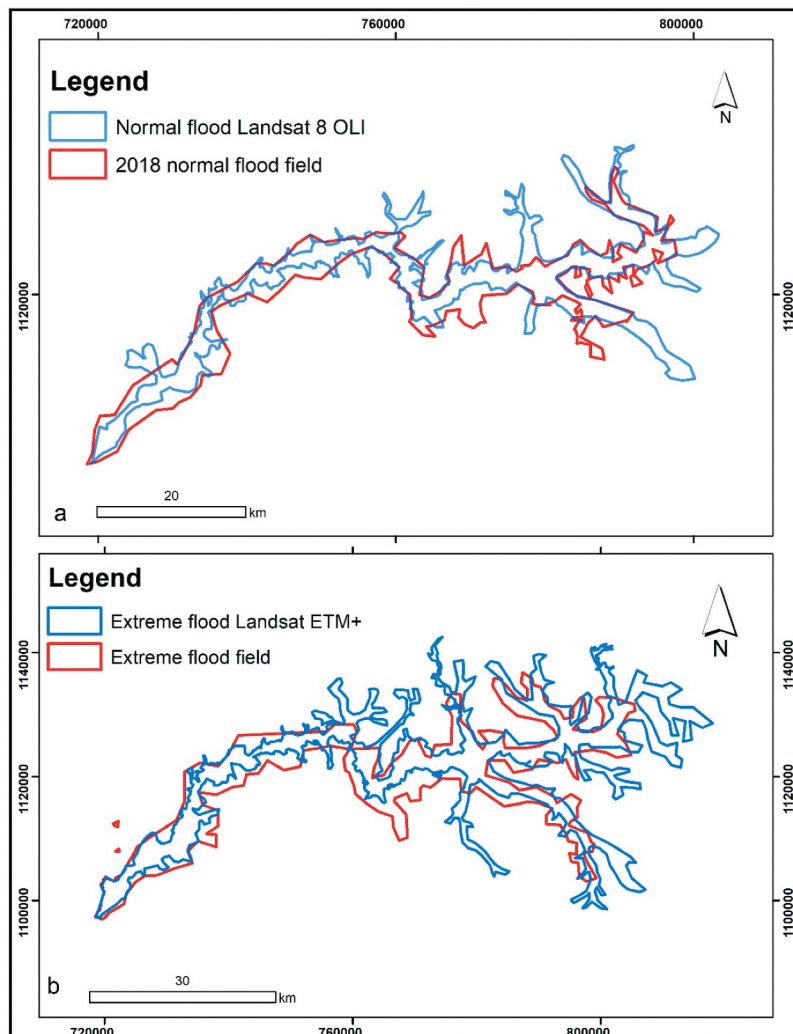 720000 760000 800000
Legend
Normal flood Landsat 8 OLI
2018 normal flood field
N
1120000 1120000
20
a km
Legend
Extreme flood Landsat ETM+
Extreme flood field
N
1140000 1140000
1120000 1120000
1100000 1100000
30
b km
720000 760000 800000